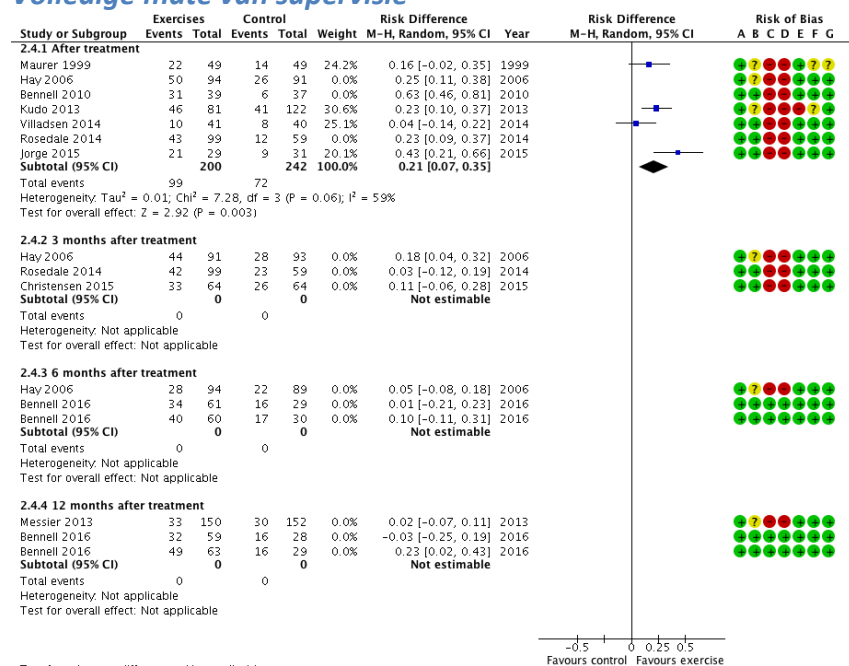 Volledige mate van supervisie
Exercises Control Risk Difference Risk Difference Risk of Bias
Study or Subgroup Events Total Events Total Weight M-H, Random, 95% CI Year M-H, Random, 95% CI A B C D E F G
2.4.1 After treatment
Maurer 1999 22 49 14 49 24.2% 0.16 [-0.02, 0.35] 1999 + ? - - + ? ?
Hay 2006 50 94 26 91 0.0% 0.25 [0.11, 0.38] 2006 + ? - - + + +
Bennell 2010 31 39 6 37 0.0% 0.63 [0.46, 0.81] 2010 + + - - + + +
Kudo 2013 46 81 41 122 30.6% 0.23 [0.10, 0.37] 2013 + ? - - - ? +
Villadsen 2014 10 41 8 40 25.1% 0.04 [-0.14, 0.22] 2014 + + - - + + +
Rosedale 2014 43 99 12 59 0.0% 0.23 [0.09, 0.37] 2014 + + - - + + +
Jorge 2015 21 29 9 31 20.1% 0.43 [0.21, 0.66] 2015 + + - - + + +
Subtotal (95% CI) 200 242 100.0% 0.21 [0.07, 0.35]
Total events 99 72
Heterogeneity: Tau² = 0.01; Chi² = 7.28, df = 3 (P = 0.06); I² = 59%
Test for overall effect: Z = 2.92 (P = 0.003)
2.4.2 3 months after treatment
Hay 2006 44 91 28 93 0.0% 0.18 [0.04, 0.32] 2006 + ? - - + + +
Rosedale 2014 42 99 23 59 0.0% 0.03 [-0.12, 0.19] 2014 + + - - + + +
Christensen 2015 33 64 26 64 0.0% 0.11 [-0.06, 0.28] 2015 + + - - + + +
Subtotal (95% CI) 0 0 Not estimable
Total events 0 0
Heterogeneity: Not applicable
Test for overall effect: Not applicable
2.4.3 6 months after treatment
Hay 2006 28 94 22 89 0.0% 0.05 [-0.08, 0.18] 2006 + ? - - + + +
Bennell 2016 34 61 16 29 0.0% 0.01 [-0.21, 0.23] 2016 + + + + + + +
Bennell 2016 40 60 17 30 0.0% 0.10 [-0.11, 0.31] 2016 + + + + + + +
Subtotal (95% CI) 0 0 Not estimable
Total events 0 0
Heterogeneity: Not applicable
Test for overall effect: Not applicable
2.4.4 12 months after treatment
Messier 2013 33 150 30 152 0.0% 0.02 [-0.07, 0.11] 2013 + ? - - + + +
Bennell 2016 32 59 16 28 0.0% -0.03 [-0.25, 0.19] 2016 + + + + + + +
Bennell 2016 49 63 16 29 0.0% 0.23 [0.02, 0.43] 2016 + + + + + + +
Subtotal (95% CI) 0 0 Not estimable
Total events 0 0
Heterogeneity: Not applicable
Test for overall effect: Not applicable
-0.5 0 0.25 0.5
Favours control Favours exercise